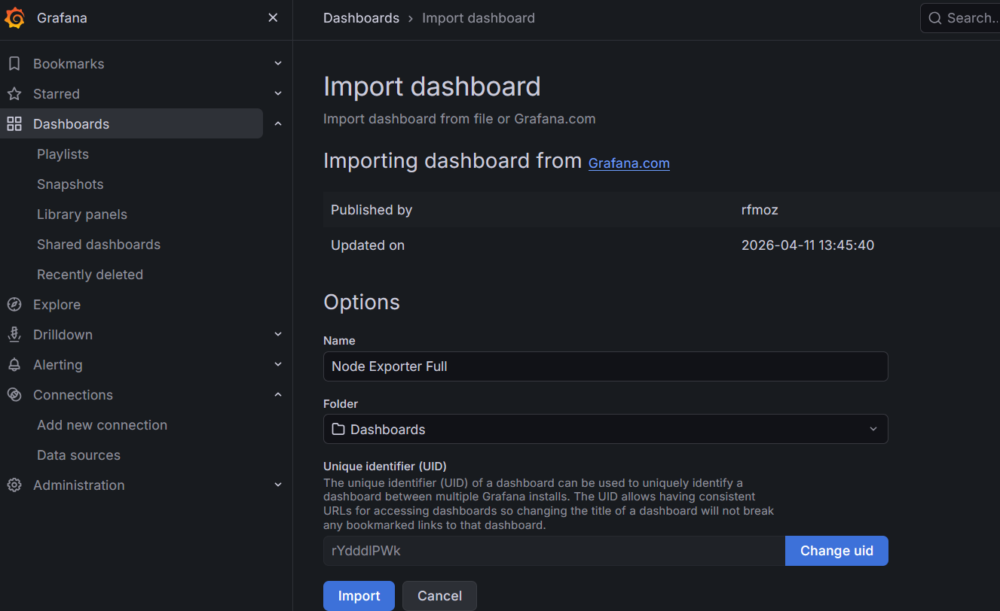 Grafana
Dashboards › Import dashboard
Search...
Bookmarks
Starred
Dashboards
Playlists
Snapshots
Library panels
Shared dashboards
Recently deleted
Explore
Drilldown
Alerting
Connections
Add new connection
Data sources
Administration
Import dashboard
Import dashboard from file or Grafana.com
Importing dashboard from Grafana.com
Published by rfmoz
Updated on 2026-04-11 13:45:40
Options
Name
Node Exporter Full
Folder
Dashboards
Unique identifier (UID)
The unique identifier (UID) of a dashboard can be used to uniquely identify a
dashboard between multiple Grafana installs. The UID allows having consistent
URLs for accessing dashboards so changing the title of a dashboard will not break
any bookmarked links to that dashboard.
rYdddlPWk
Change uid
Import
Cancel